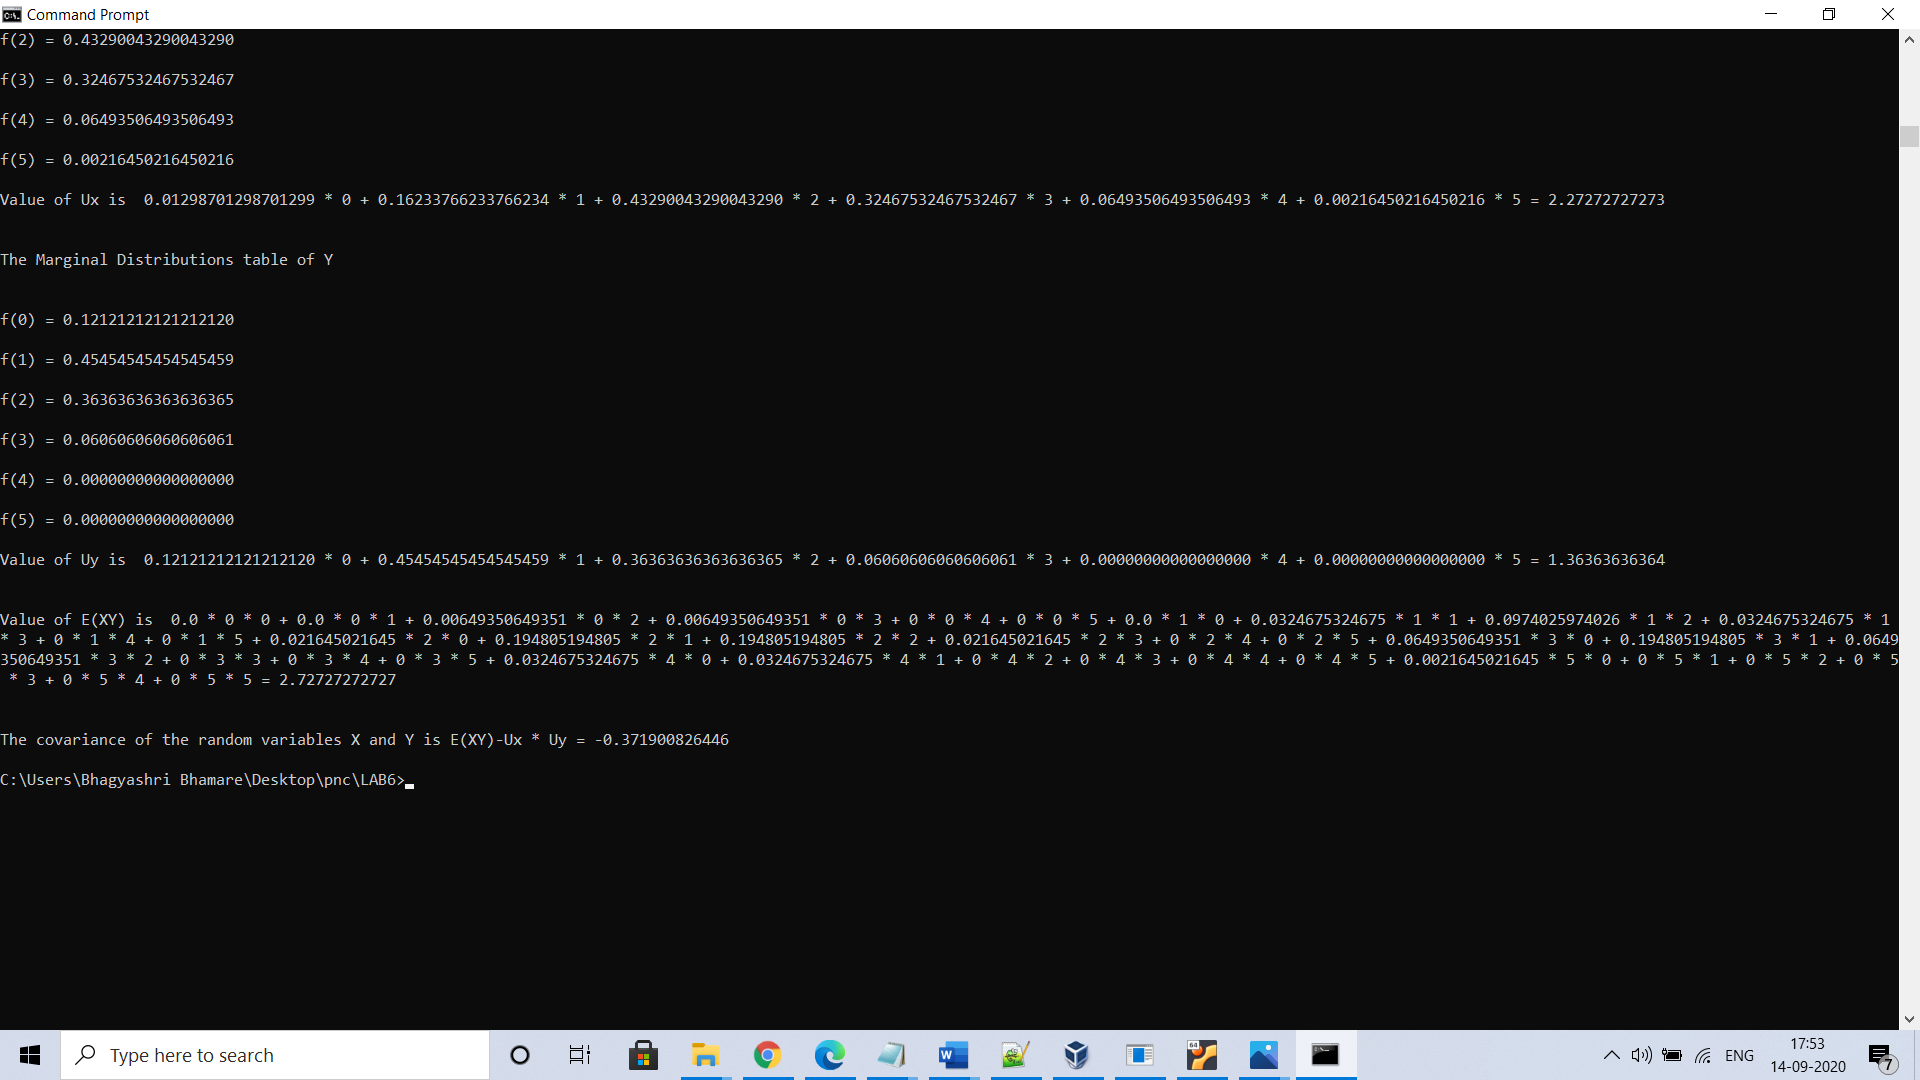 Command Prompt
f(2) = 0.43290043290043290
f(3) = 0.32467532467532467
f(4) = 0.06493506493506493
f(5) = 0.00216450216450216
Value of Ux is  0.01298701298701299 * 0 + 0.16233766233766234 * 1 + 0.43290043290043290 * 2 + 0.32467532467532467 * 3 + 0.06493506493506493 * 4 + 0.00216450216450216 * 5 = 2.27272727273
The Marginal Distributions table of Y
f(0) = 0.12121212121212120
f(1) = 0.45454545454545459
f(2) = 0.36363636363636365
f(3) = 0.06060606060606061
f(4) = 0.00000000000000000
f(5) = 0.00000000000000000
Value of Uy is  0.12121212121212120 * 0 + 0.45454545454545459 * 1 + 0.36363636363636365 * 2 + 0.06060606060606061 * 3 + 0.00000000000000000 * 4 + 0.00000000000000000 * 5 = 1.36363636364
Value of E(XY) is  0.0 * 0 * 0 + 0.0 * 0 * 1 + 0.00649350649351 * 0 * 2 + 0.00649350649351 * 0 * 3 + 0 * 0 * 4 + 0 * 0 * 5 + 0.0 * 1 * 0 + 0.0324675324675 * 1 * 1 + 0.0974025974026 * 1 * 2 + 0.0324675324675 * 1
* 3 + 0 * 1 * 4 + 0 * 1 * 5 + 0.021645021645 * 2 * 0 + 0.194805194805 * 2 * 1 + 0.194805194805 * 2 * 2 + 0.021645021645 * 2 * 3 + 0 * 2 * 4 + 0 * 2 * 5 + 0.0649350649351 * 3 * 0 + 0.194805194805 * 3 * 1 + 0.0649
350649351 * 3 * 2 + 0 * 3 * 3 + 0 * 3 * 4 + 0 * 3 * 5 + 0.0324675324675 * 4 * 0 + 0.0324675324675 * 4 * 1 + 0 * 4 * 2 + 0 * 4 * 3 + 0 * 4 * 4 + 0 * 4 * 5 + 0.0021645021645 * 5 * 0 + 0 * 5 * 1 + 0 * 5 * 2 + 0 * 5
* 3 + 0 * 5 * 4 + 0 * 5 * 5 = 2.72727272727
The covariance of the random variables X and Y is E(XY)-Ux * Uy = -0.371900826446
C:\Users\Bhagyashri Bhamare\Desktop\pnc\LAB6>
Type here to search
ENG
17:53
14-09-2020
7